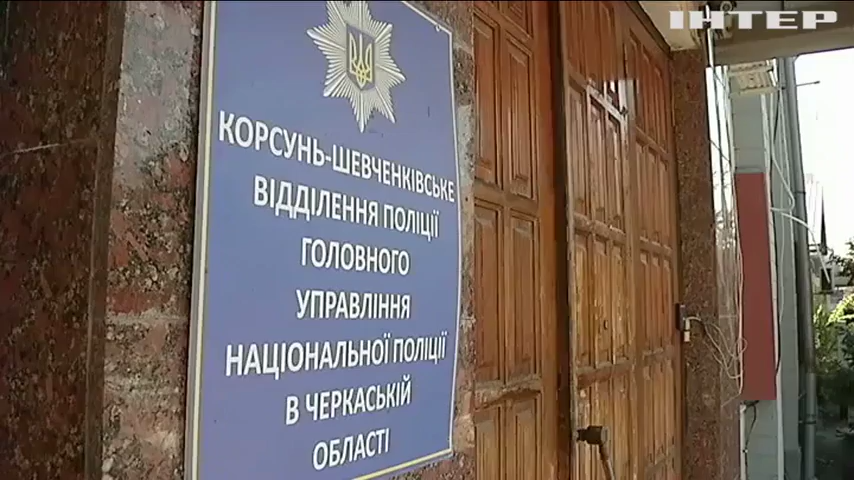 ІНТЕР
КОРСУНЬ-ШЕВЧЕНКІВСЬКЕ
ВІДДІЛЕННЯ ПОЛІЦІЇ
ГОЛОВНОГО
УПРАВЛІННЯ
НАЦІОНАЛЬНОЇ ПОЛІЦІЇ
В ЧЕРКАСЬКІЙ
ОБЛАСТІ